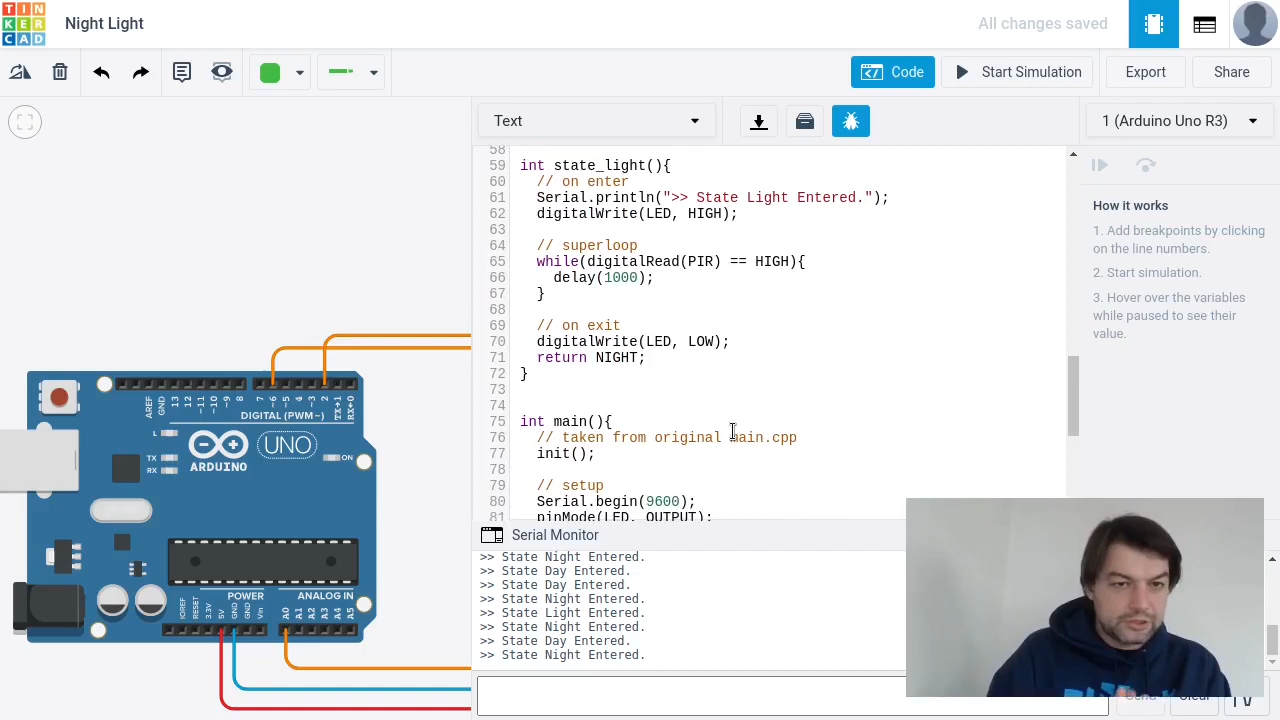 TIN
KER
CAD
Night Light
All changes saved
Code
Start Simulation
Export
Share
Text
1 (Arduino Uno R3)
58
59 int state_light(){
60 // on enter
61 Serial.println(">> State Light Entered.");
62 digitalWrite(LED, HIGH);
63
64 // superloop
65 while(digitalRead(PIR) == HIGH){
66 delay(1000);
67 }
68
69 // on exit
70 digitalWrite(LED, LOW);
71 return NIGHT;
72 }
73
74
75 int main(){
76 // taken from original main.cpp
77 init();
78
79 // setup
80 Serial.begin(9600);
81 pinMode(LED, OUTPUT);
How it works
1. Add breakpoints by clicking
on the line numbers.
2. Start simulation.
3. Hover over the variables
while paused to see their
value.
AREF
GND
13
12
~11
~10
~9
8
7
~6
~5
4
~3
2
TX→1
RX←0
DIGITAL (PWM~)
L
TX
RX
ARDUINO
UNO
ON
POWER
ANALOG IN
IOREF
RESET
3.3V
5V
GND
GND
Vin
A0
A1
A2
A3
A4
A5
Serial Monitor
>> State Night Entered.
>> State Day Entered.
>> State Day Entered.
>> State Night Entered.
>> State Light Entered.
>> State Night Entered.
>> State Day Entered.
>> State Night Entered.